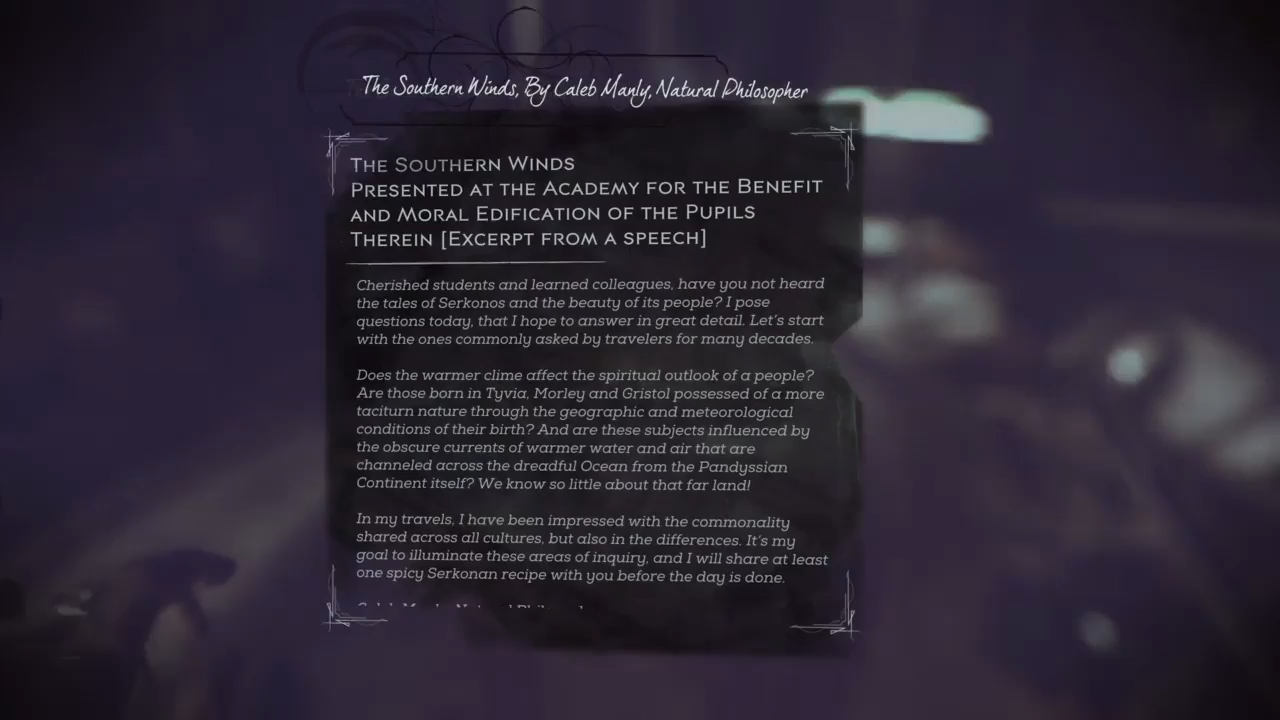 The Southern Winds, By Caleb Manly, Natural Philosopher
The Southern Winds
Presented at the Academy for the Benefit
and Moral Edification of the Pupils
Therein [Excerpt from a speech]
Cherished students and learned colleagues, have you not heard
the tales of Serkonos and the beauty of its people? I pose
questions today, that I hope to answer in great detail. Let's start
with the ones commonly asked by travelers for many decades.
Does the warmer clime affect the spiritual outlook of a people?
Are those born in Tyvia, Morley and Gristol possessed of a more
taciturn nature through the geographic and meteorological
conditions of their birth? And are these subjects influenced by
the obscure currents of warmer water and air that are
channeled across the dreadful Ocean from the Pandyssian
Continent itself? We know so little about that far land!
In my travels, I have been impressed with the commonality
shared across all cultures, but also in the differences. It's my
goal to illuminate these areas of inquiry, and I will share at least
one spicy Serkonan recipe with you before the day is done.